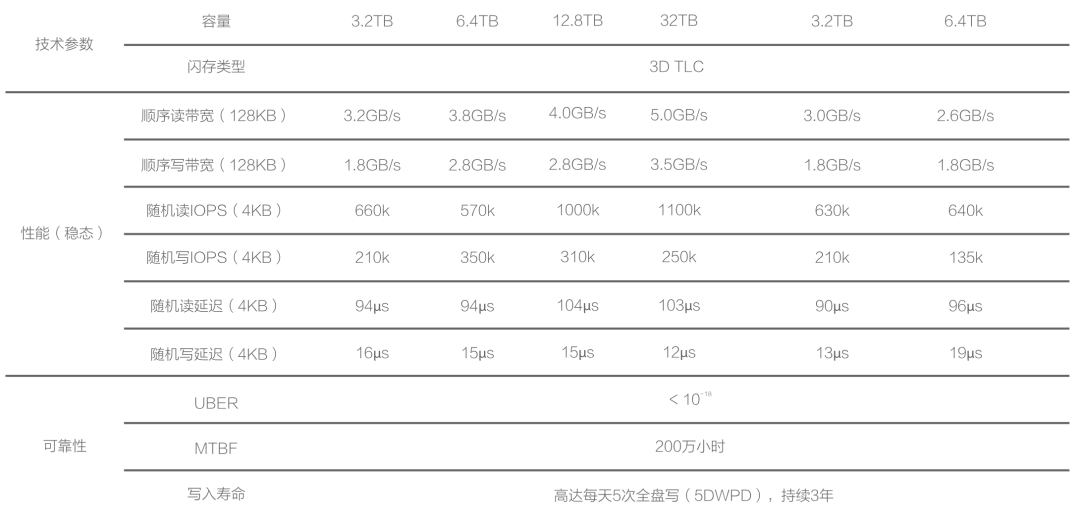 容量 3.2TB 6.4TB 12.8TB 32TB 3.2TB 6.4TB
技术参数
闪存类型 3D TLC
顺序读带宽（128KB） 3.2GB/s 3.8GB/s 4.0GB/s 5.0GB/s 3.0GB/s 2.6GB/s
顺序写带宽（128KB） 1.8GB/s 2.8GB/s 2.8GB/s 3.5GB/s 1.8GB/s 1.8GB/s
随机读IOPS（4KB） 660k 570k 1000k 1100k 630k 640k
性能（稳态）
随机写IOPS（4KB） 210k 350k 310k 250k 210k 135k
随机读延迟（4KB） 94μs 94μs 104μs 103μs 90μs 96μs
随机写延迟（4KB） 16μs 15μs 15μs 12μs 13μs 19μs
UBER < 10⁻¹⁸
可靠性
MTBF 200万小时
写入寿命 高达每天5次全盘写（5DWPD），持续3年